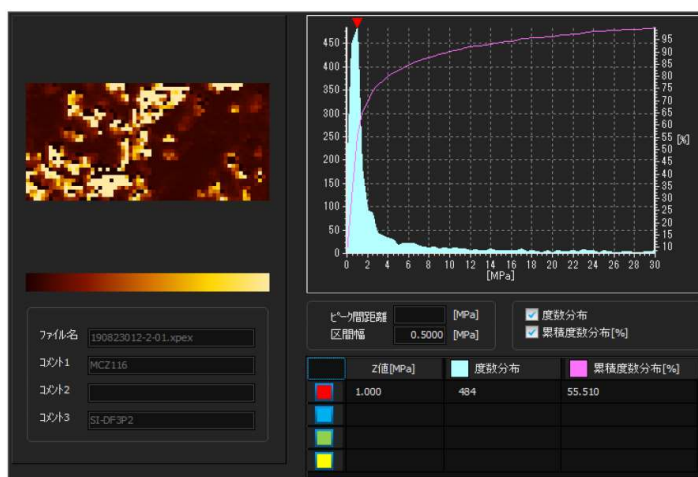 450
400
350
300
250
200
150
100
50
0
95
90
85
80
75
70
65
60
55
50
45
40
35
30
25
20
15
10
[%]
0 2 4 6 8 10 12 14 16 18 20 22 24 26 28 30
[MPa]
ピーク間距離 [MPa]
区間幅 0.5000 [MPa]
度数分布
累積度数分布[%]
ファイル名 190823012-2-01.xpex
コメント1 MCZ116
コメント2
コメント3 SI-DF3P2
Z値[MPa] 度数分布 累積度数分布[%]
1.000 484 55.510